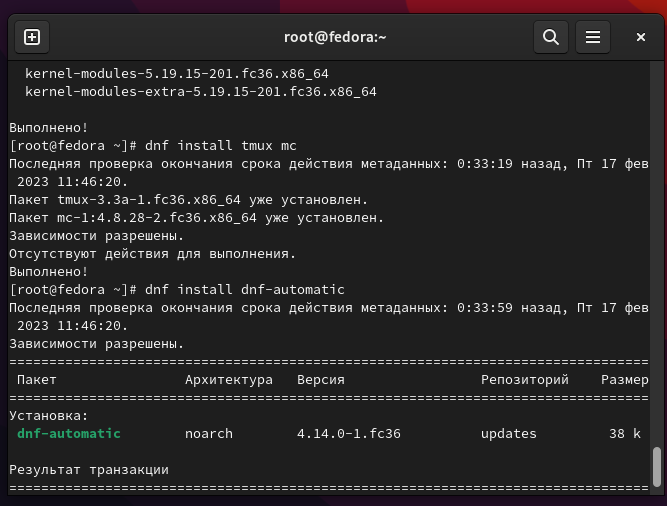 root@fedora:~
kernel-modules-5.19.15-201.fc36.x86_64
kernel-modules-extra-5.19.15-201.fc36.x86_64
Выполнено!
[root@fedora ~]# dnf install tmux mc
Последняя проверка окончания срока действия метаданных: 0:33:19 назад, Пт 17 фев
2023 11:46:20.
Пакет tmux-3.3a-1.fc36.x86_64 уже установлен.
Пакет mc-1:4.8.28-2.fc36.x86_64 уже установлен.
Зависимости разрешены.
Отсутствуют действия для выполнения.
Выполнено!
[root@fedora ~]# dnf install dnf-automatic
Последняя проверка окончания срока действия метаданных: 0:33:59 назад, Пт 17 фев
2023 11:46:20.
Зависимости разрешены.
================================================================================
Пакет Архитектура Версия Репозиторий Размер
================================================================================
Установка:
dnf-automatic noarch 4.14.0-1.fc36 updates 38 k
Результат транзакции
================================================================================